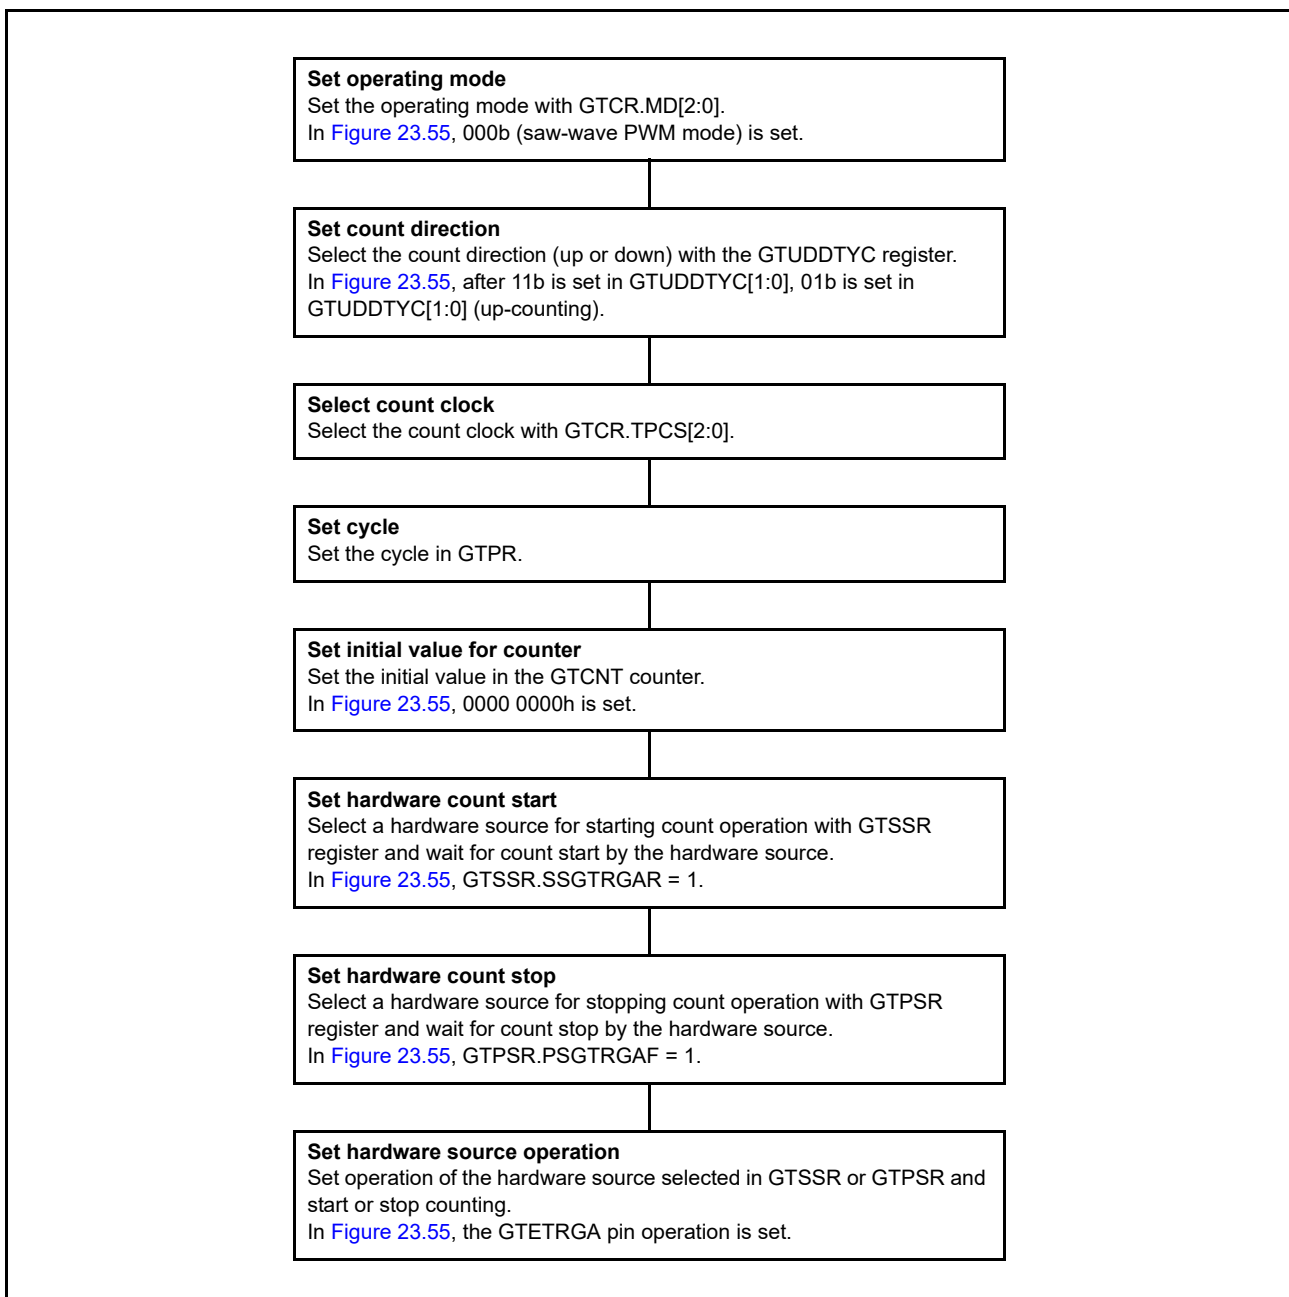 Set operating mode
Set the operating mode with GTCR.MD[2:0].
In Figure 23.55, 000b (saw-wave PWM mode) is set.
Set count direction
Select the count direction (up or down) with the GTUDDTYC register.
In Figure 23.55, after 11b is set in GTUDDTYC[1:0], 01b is set in
GTUDDTYC[1:0] (up-counting).
Select count clock
Select the count clock with GTCR.TPCS[2:0].
Set cycle
Set the cycle in GTPR.
Set initial value for counter
Set the initial value in the GTCNT counter.
In Figure 23.55, 0000 0000h is set.
Set hardware count start
Select a hardware source for starting count operation with GTSSR
register and wait for count start by the hardware source.
In Figure 23.55, GTSSR.SSGTRGAR = 1.
Set hardware count stop
Select a hardware source for stopping count operation with GTPSR
register and wait for count stop by the hardware source.
In Figure 23.55, GTPSR.PSGTRGAF = 1.
Set hardware source operation
Set operation of the hardware source selected in GTSSR or GTPSR and
start or stop counting.
In Figure 23.55, the GTETRGA pin operation is set.